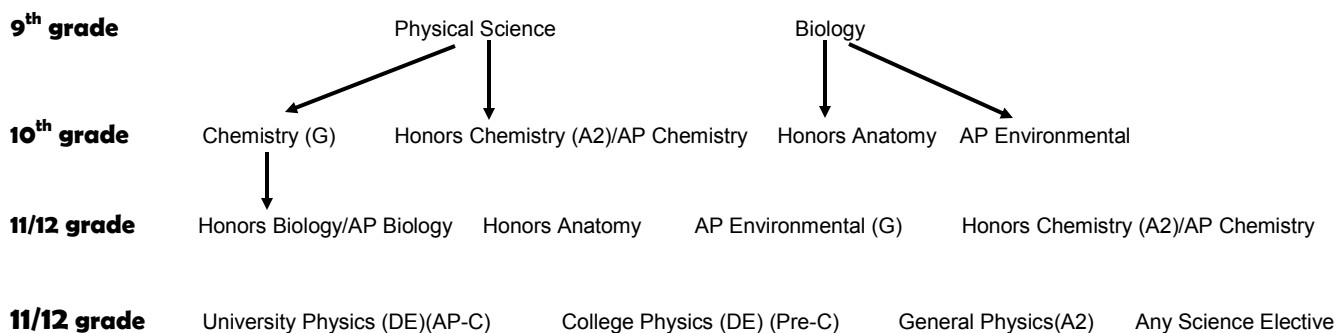 9th grade Physical Science Biology
10th grade Chemistry (G) Honors Chemistry (A2)/AP Chemistry Honors Anatomy AP Environmental
11/12 grade Honors Biology/AP Biology Honors Anatomy AP Environmental (G) Honors Chemistry (A2)/AP Chemistry
11/12 grade University Physics (DE)(AP-C) College Physics (DE) (Pre-C) General Physics(A2) Any Science Elective